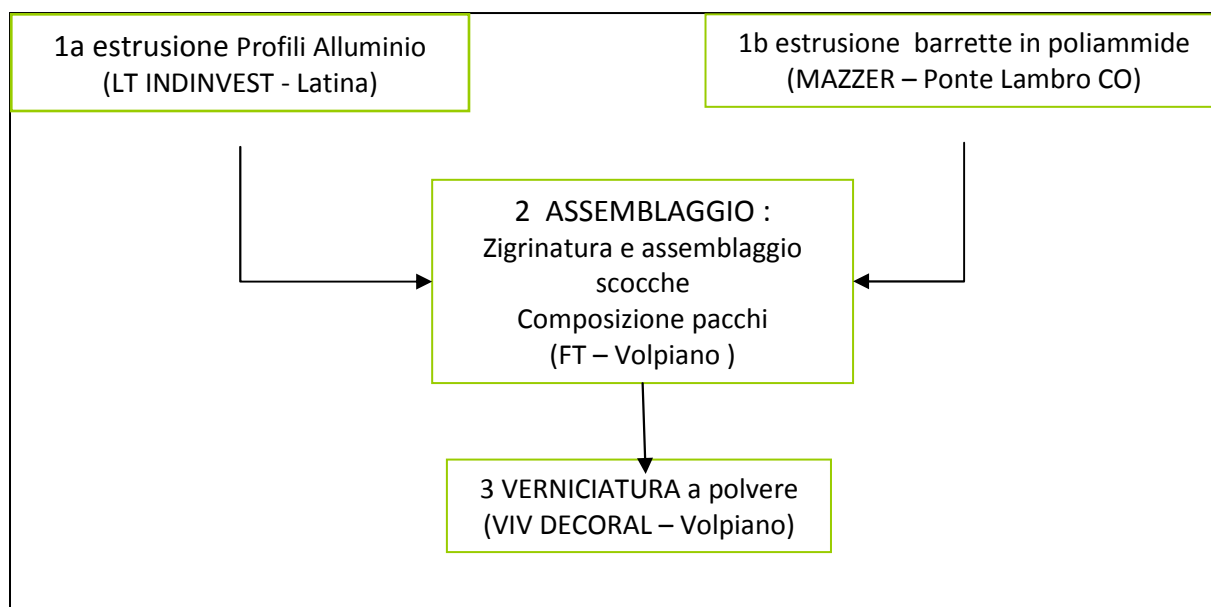 1a estrusione Profili Alluminio
(LT INDINVEST - Latina)
1b estrusione  barrette in poliammide
(MAZZER – Ponte Lambro CO)
2  ASSEMBLAGGIO :
Zigrinatura e assemblaggio
scocche
Composizione pacchi
(FT – Volpiano )
3 VERNICIATURA a polvere
(VIV DECORAL – Volpiano)